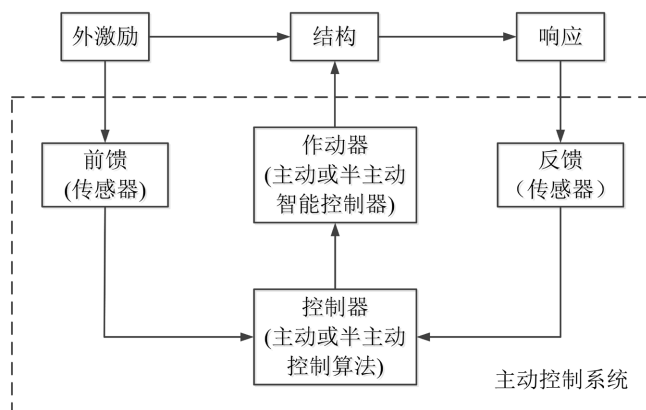 外激励
结构
响应
前馈
(传感器)
作动器
(主动或半主动
智能控制器)
反馈
（传感器）
控制器
(主动或半主动
控制算法)
主动控制系统